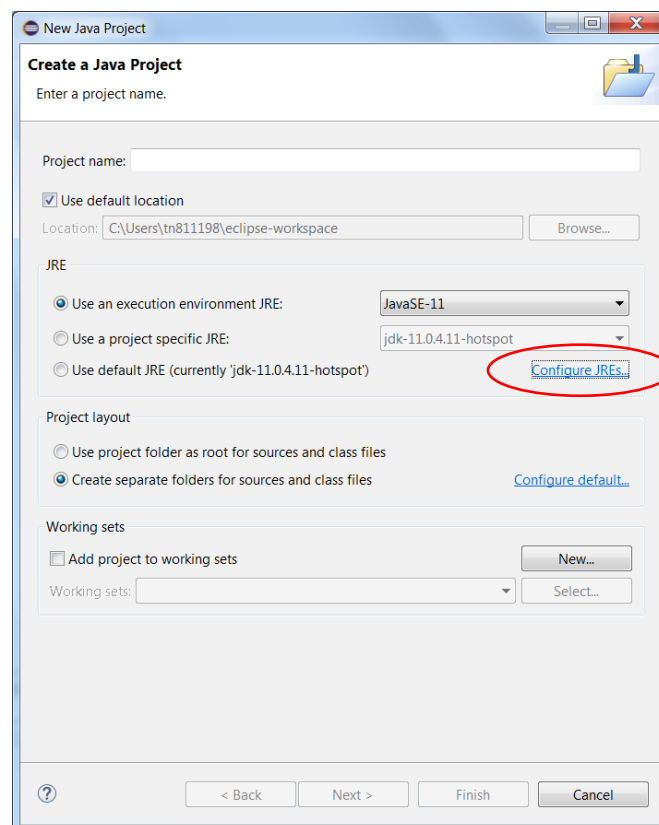 New Java Project
Create a Java Project
Enter a project name.
Project name:
Use default location
Location: C:\Users\tn811198\eclipse-workspace Browse...
JRE
Use an execution environment JRE: JavaSE-11
Use a project specific JRE: jdk-11.0.4.11-hotspot
Use default JRE (currently 'jdk-11.0.4.11-hotspot') Configure JREs...
Project layout
Use project folder as root for sources and class files
Create separate folders for sources and class files Configure default...
Working sets
Add project to working sets New...
Working sets: Select...
? < Back Next > Finish Cancel